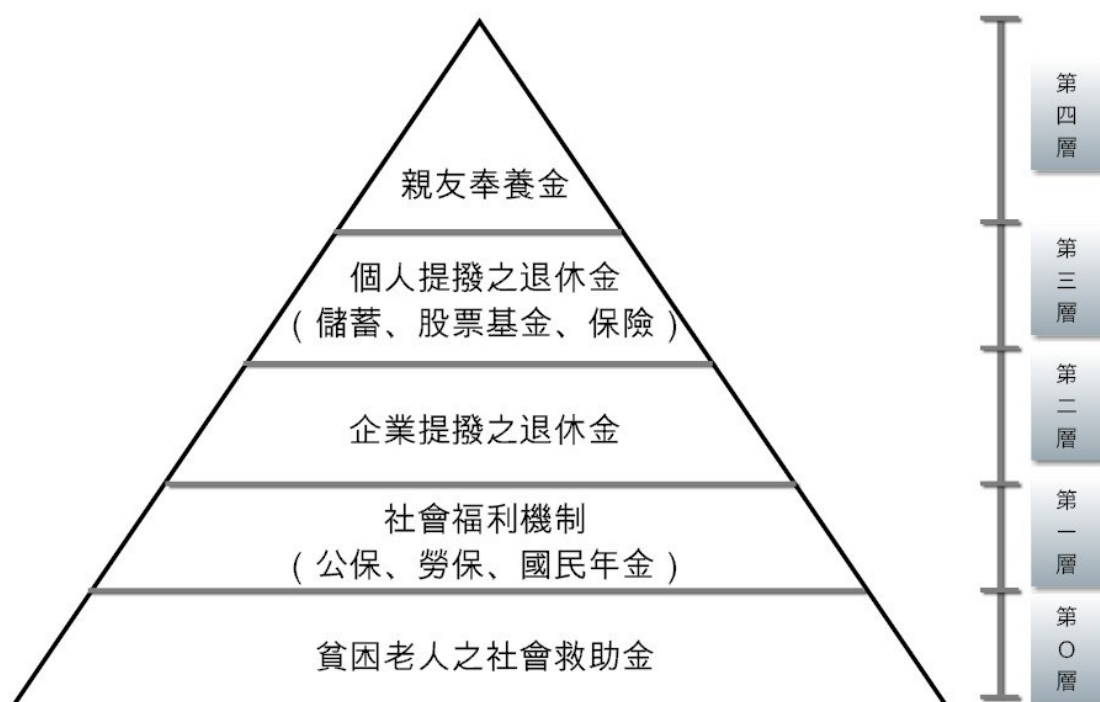 親友奉養金
第四層
個人提撥之退休金
（儲蓄、股票基金、保險）
第三層
企業提撥之退休金
第二層
社會福利機制
（公保、勞保、國民年金）
第一層
貧困老人之社會救助金
第〇層